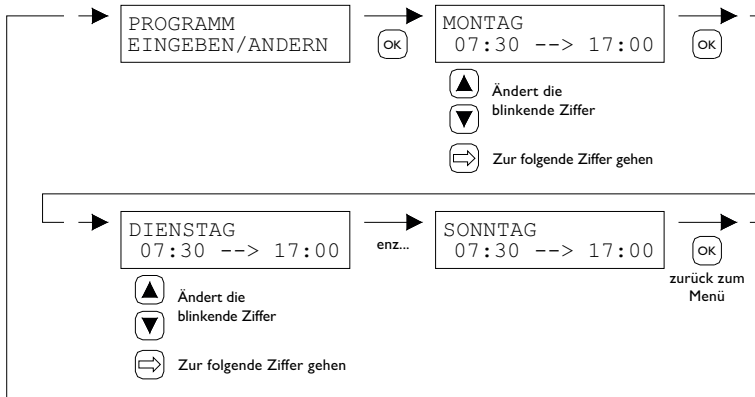 PROGRAMM
EINGEBEN/ANDERN
OK
MONTAG
07:30 --> 17:00
OK
Ändert die
blinkende Ziffer
Zur folgende Ziffer gehen
DIENSTAG
07:30 --> 17:00
enz...
SONNTAG
07:30 --> 17:00
OK
zurück zum
Menü
Ändert die
blinkende Ziffer
Zur folgende Ziffer gehen